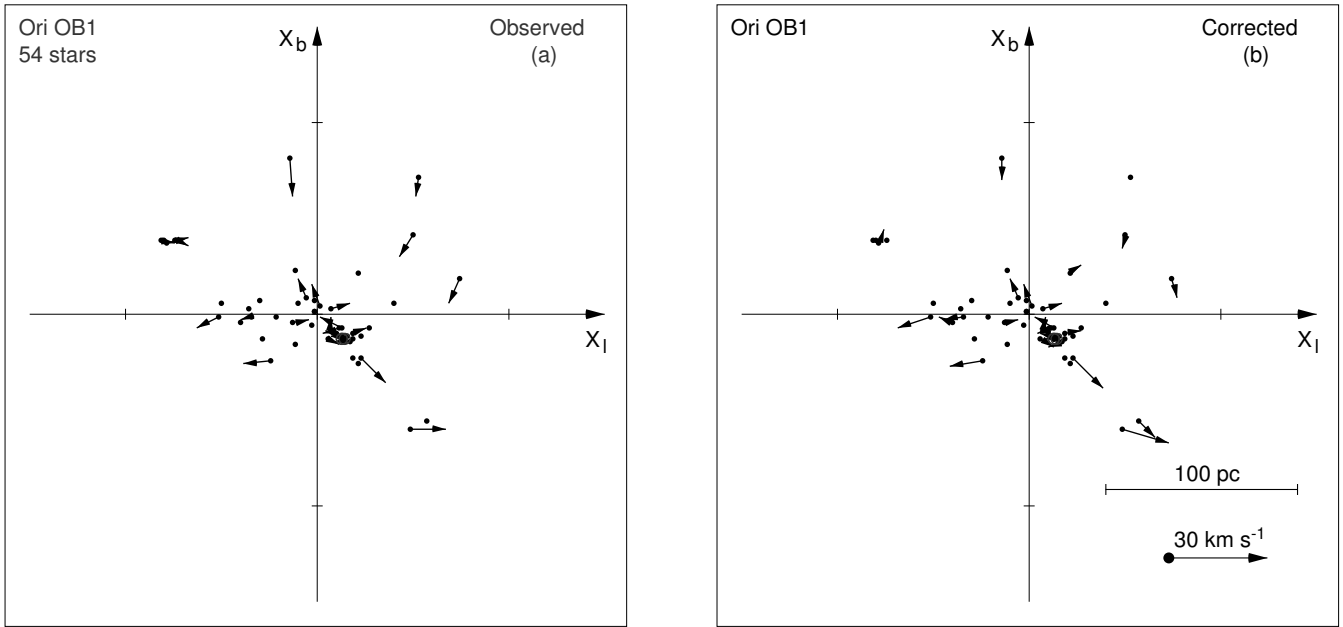 Ori OB1
54 stars
Observed
(a)
X_b
X_l
Ori OB1
Corrected
(b)
X_b
X_l
100 pc
30 km s⁻¹